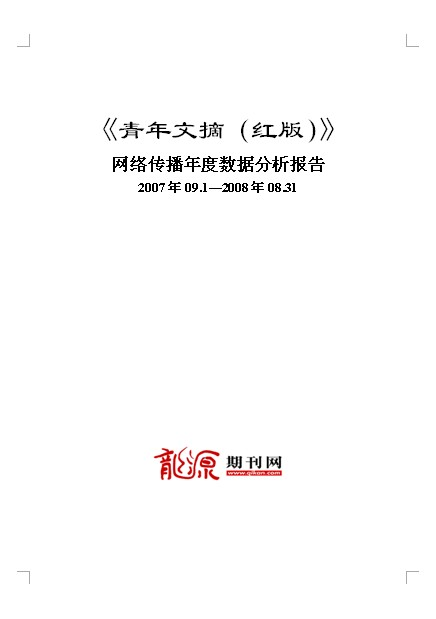 《青年文摘（红版）》
网络传播年度数据分析报告
2007年09.1—2008年08.31
龍源 期刊网
www.qikan.com